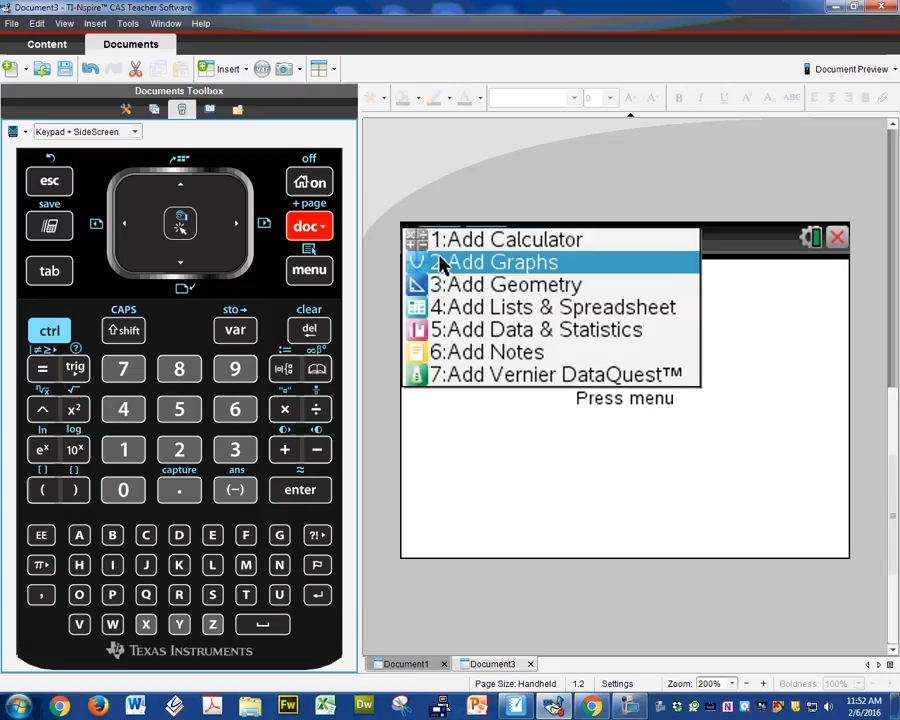 Document3 - TI-Nspire™ CAS Teacher Software
File Edit Insert Tools Window Help
Content Documents
Insert Document Preview
Documents Toolbox
Keypad + SideScreen
0 B I U ABC
off
esc on
save + page
doc
tab menu
CAPS sto→ clear
ctrl shift var del
= trig 7 8 9
^ x² 4 5 6 × ÷
ln log
eˣ 10ˣ 1 2 3 + −
[ ] { } capture ans ≈
( ) 0 . (−) enter
EE A B C D E F G ?!▸
π▸ H I J K L M N
, O P Q R S T U
V W X Y Z
TEXAS INSTRUMENTS
1:Add Calculator
2:Add Graphs
3:Add Geometry
4:Add Lists & Spreadsheet
5:Add Data & Statistics
6:Add Notes
7:Add Vernier DataQuest™
Press menu
Document1 Document3
Page Size: Handheld 1.2 Settings Zoom: 200% Boldness: 100%
11:52 AM
2/6/2016